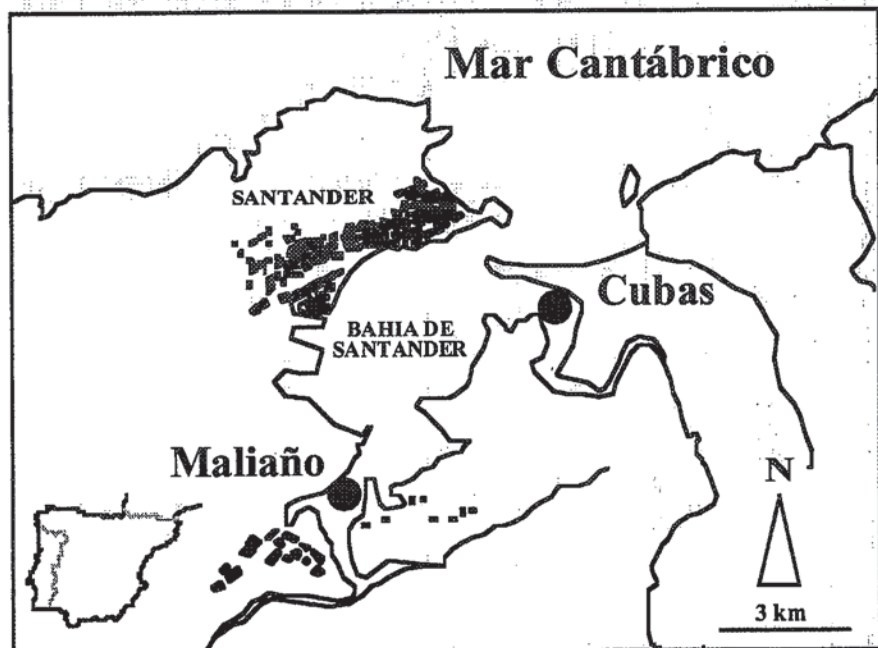 Mar Cantábrico
SANTANDER
Cubas
BAHIA DE
SANTANDER
Maliaño
N
3 km